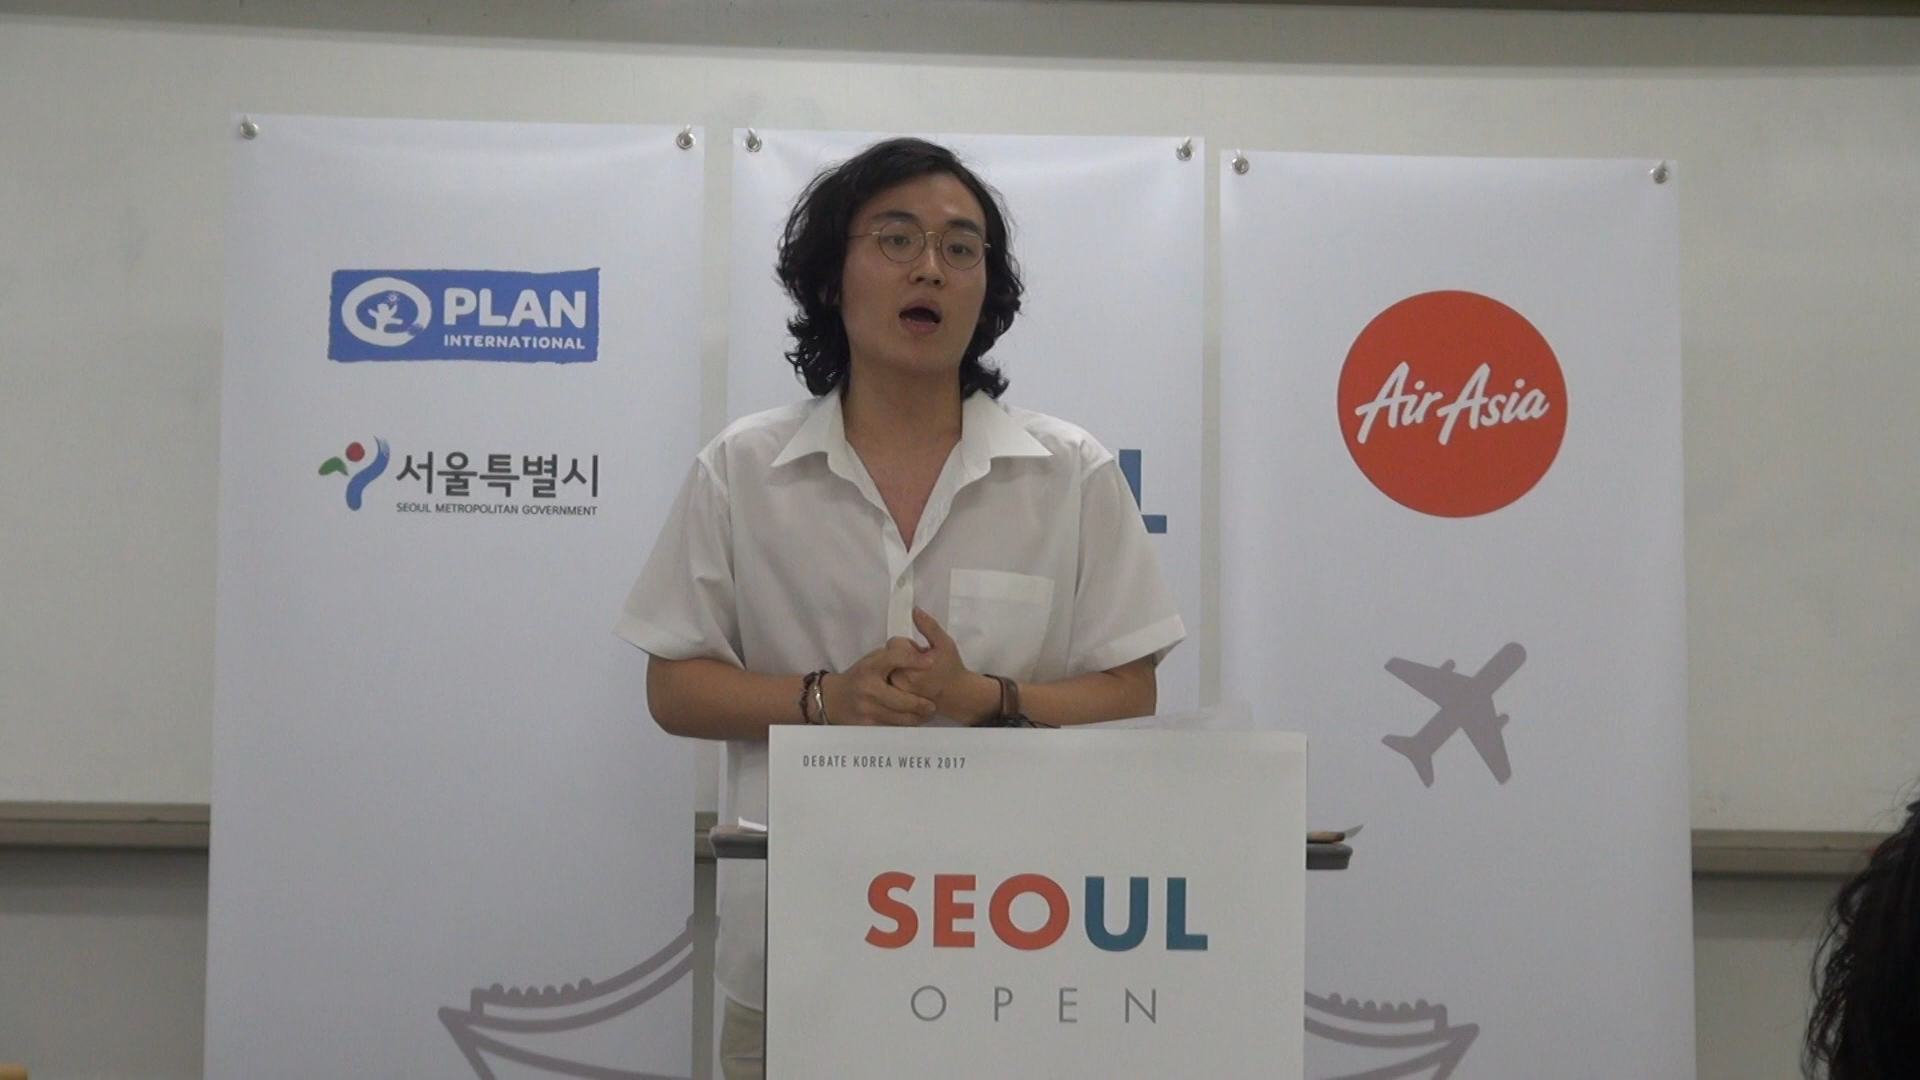 PLAN
INTERNATIONAL
서울특별시
SEOUL METROPOLITAN GOVERNMENT
L
AirAsia
DEBATE KOREA WEEK 2017
SEOUL
OPEN